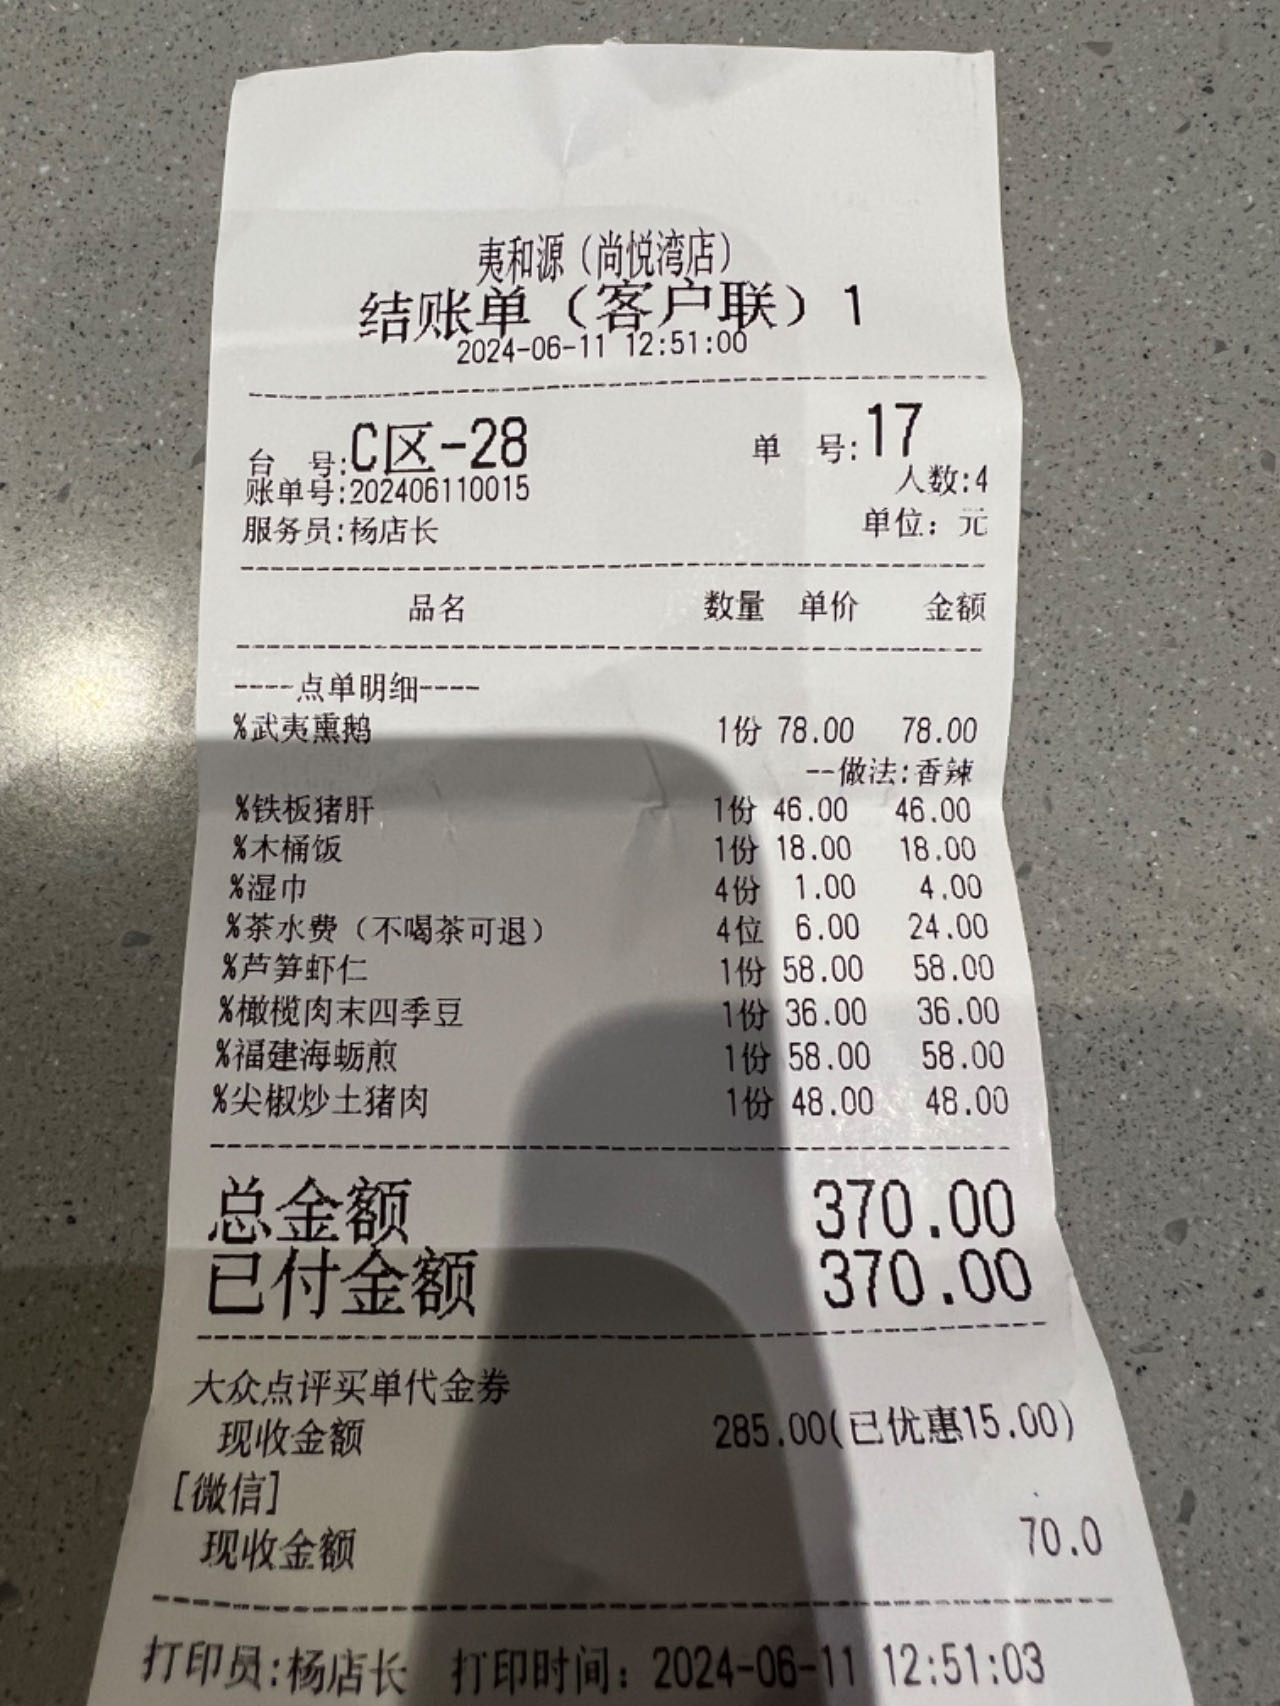 夷和源（尚悦湾店）
结账单（客户联）1
2024-06-11 12:51:00
台 号:C区-28 单 号:17
账单号:202406110015 人数:4
服务员:杨店长 单位：元
品名 数量 单价 金额
----点单明细----
%武夷熏鹅 1份 78.00 78.00
--做法:香辣
%铁板猪肝 1份 46.00 46.00
%木桶饭 1份 18.00 18.00
%湿巾 4份 1.00 4.00
%茶水费（不喝茶可退） 4位 6.00 24.00
%芦笋虾仁 1份 58.00 58.00
%橄榄肉末四季豆 1份 36.00 36.00
%福建海蛎煎 1份 58.00 58.00
%尖椒炒土猪肉 1份 48.00 48.00
总金额 370.00
已付金额 370.00
大众点评买单代金券
现收金额 285.00(已优惠15.00)
[微信]
现收金额 70.0
打印员:杨店长 打印时间：2024-06-11 12:51:03